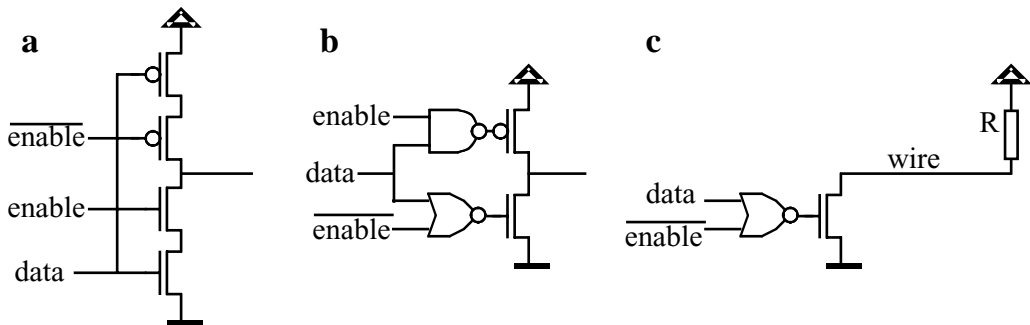 a
enable
enable
data
b
enable
data
enable
c
R
wire
data
enable